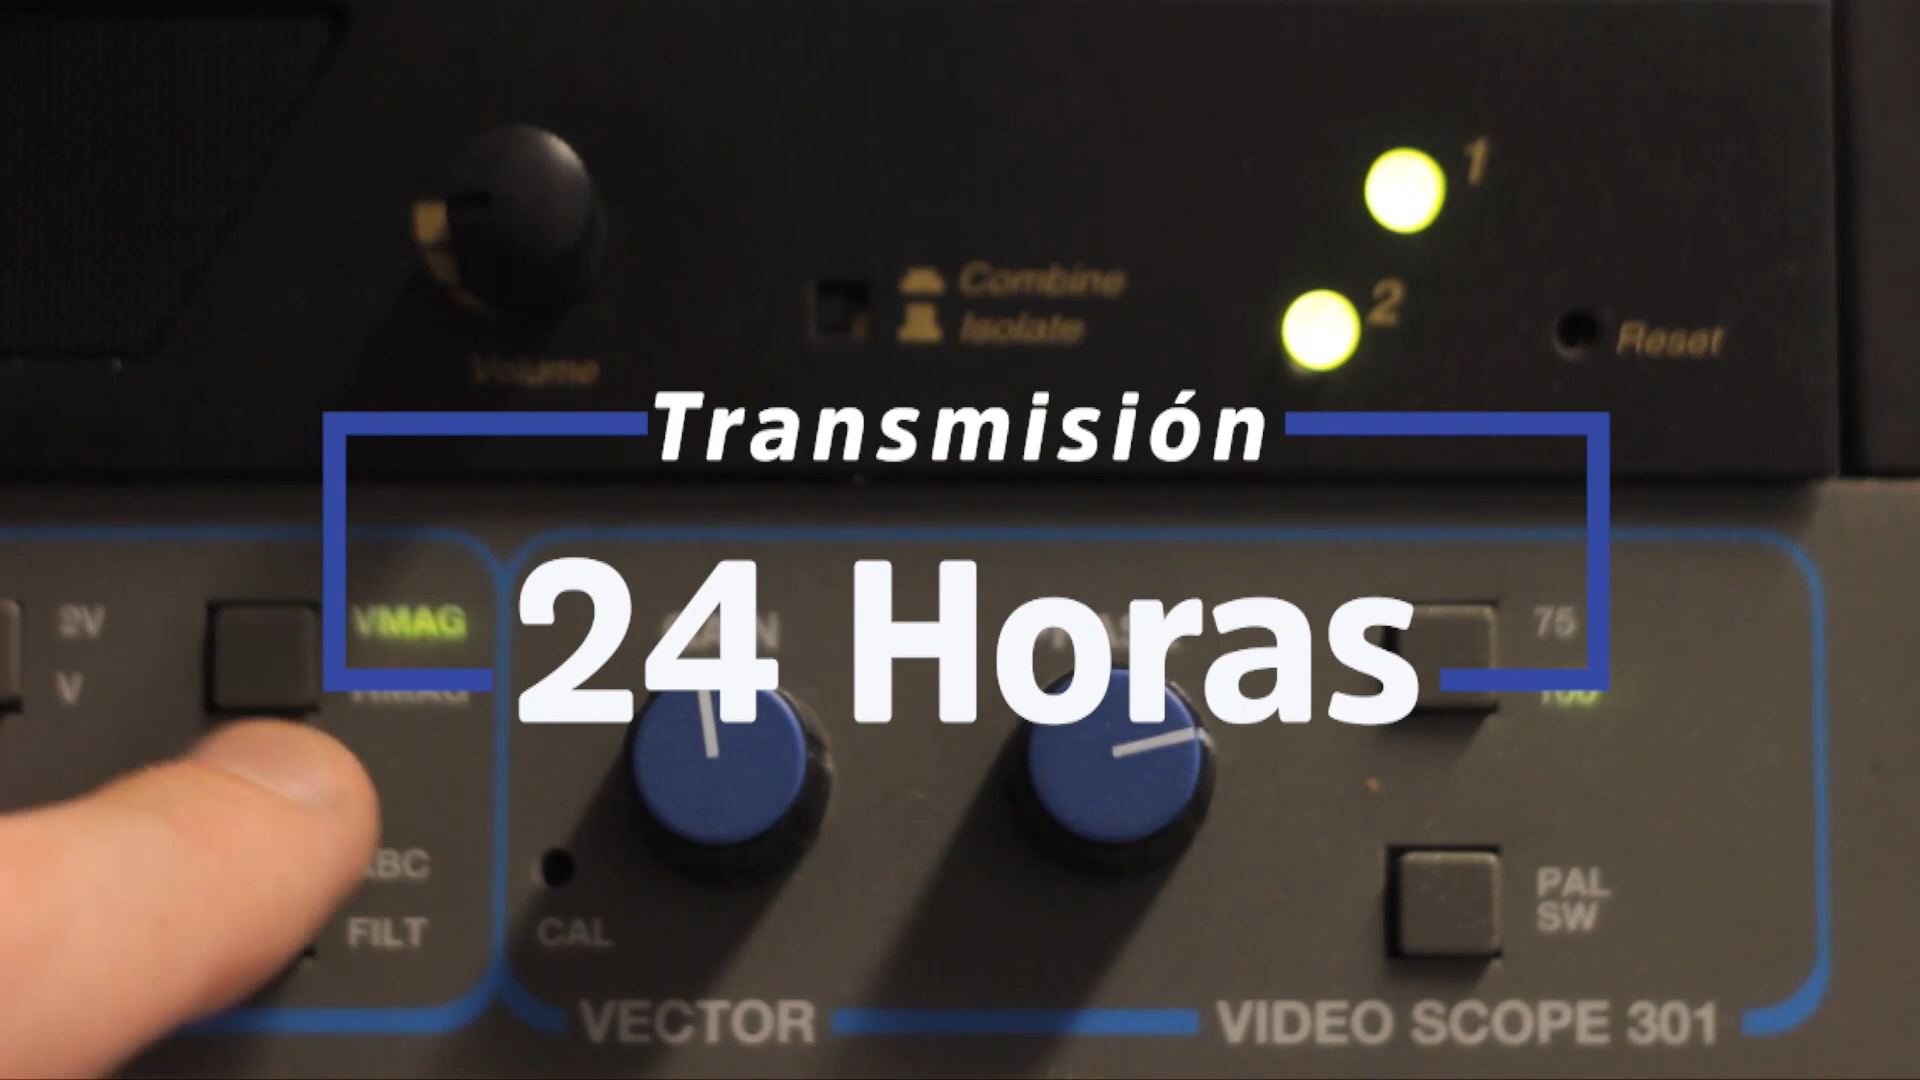 1
2
Combine
Isolate
Reset
Volume
Transmisión
24 Horas
2V
V
VMAG
75
100
FILT
CAL
PAL
SW
VECTOR
VIDEO SCOPE 301